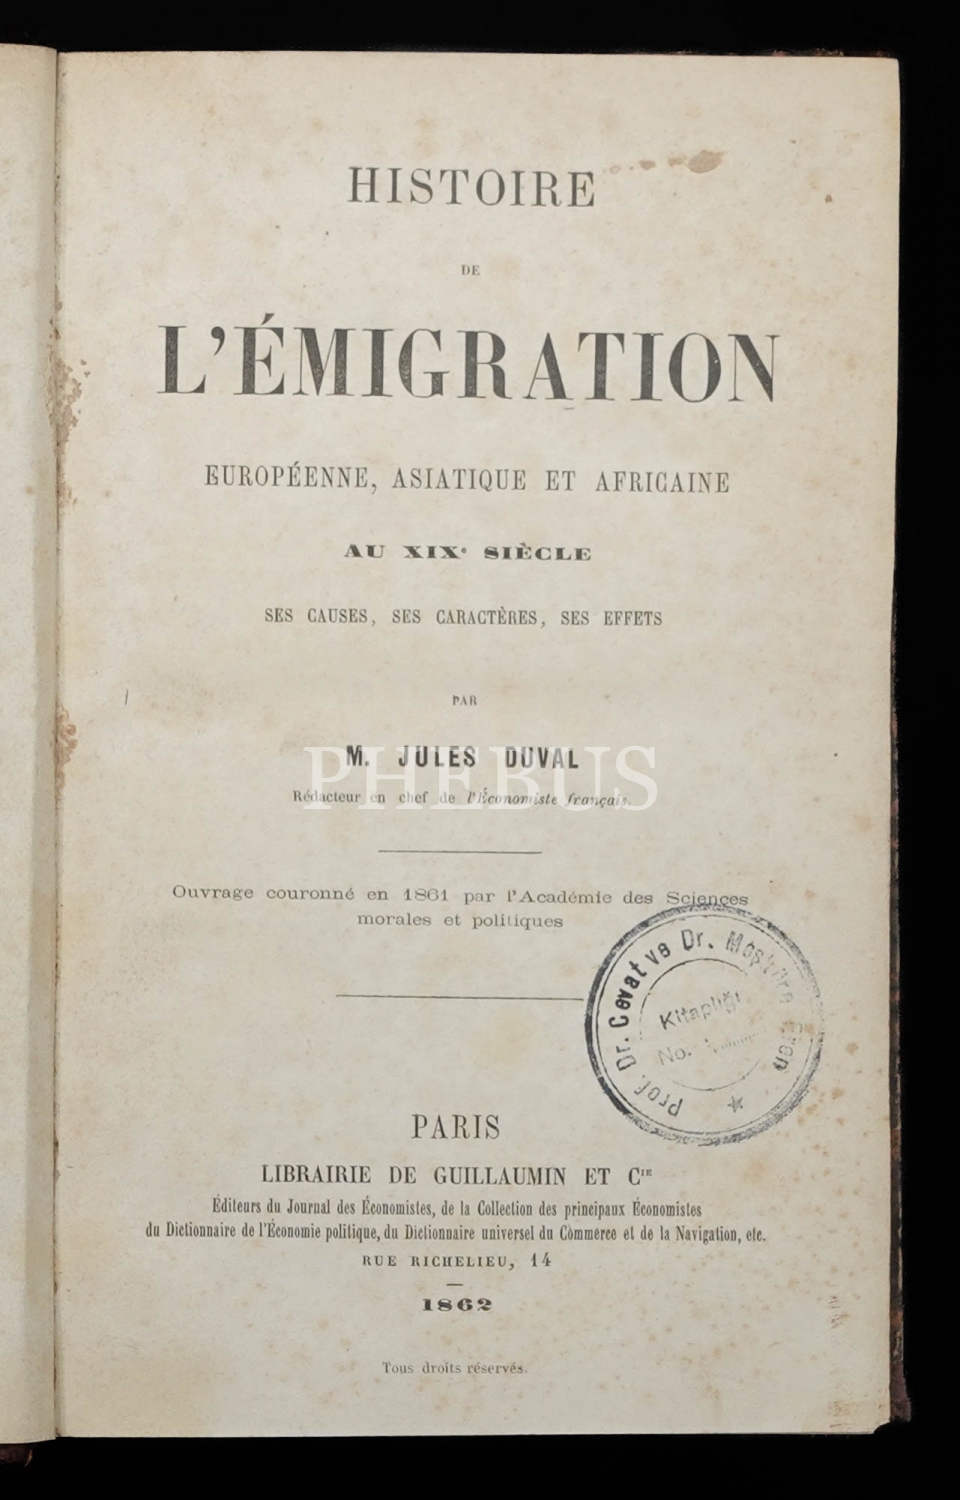 HISTOIRE
DE
L'ÉMIGRATION
EUROPÉENNE, ASIATIQUE ET AFRICAINE
AU XIXe SIÈCLE
SES CAUSES, SES CARACTÈRES, SES EFFETS
PAR
M. JULES DUVAL
PHEBUS
Rédacteur en chef de l'Économiste français.
Ouvrage couronné en 1861 par l'Académie des Sciences
morales et politiques
Prof. Dr. Cevat ve Dr. Eren
Kitaplığı
No.
PARIS
LIBRAIRIE DE GUILLAUMIN ET CIE
Éditeurs du Journal des Économistes, de la Collection des principaux Économistes
du Dictionnaire de l'Économie politique, du Dictionnaire universel du Commerce et de la Navigation, etc.
RUE RICHELIEU, 14
1862
Tous droits réservés.